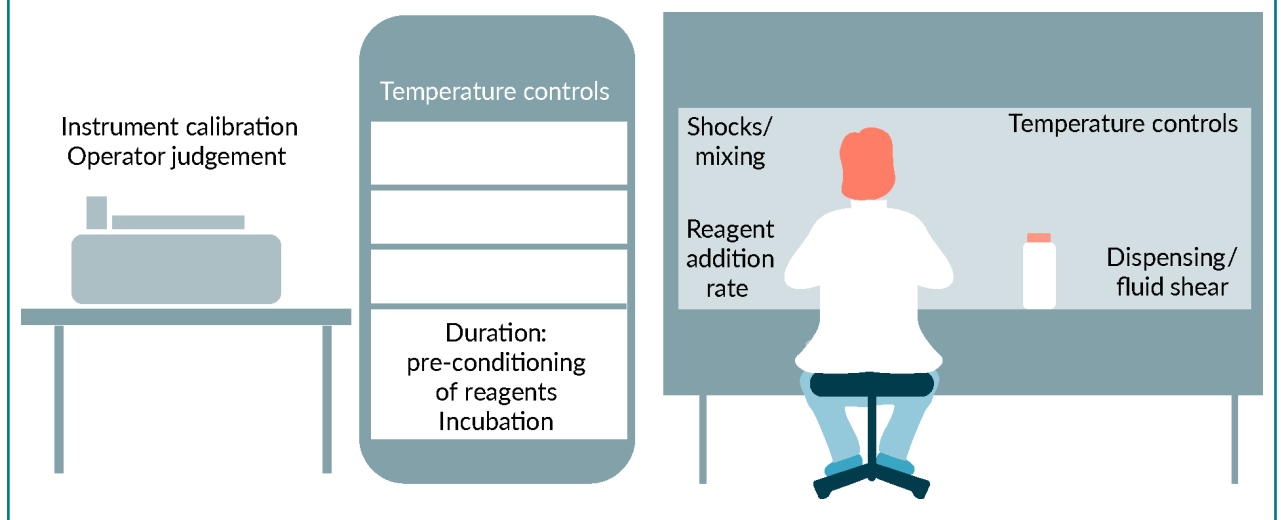 Instrument calibration
Operator judgement
Temperature controls
Duration:
pre-conditioning
of reagents
Incubation
Shocks/
mixing
Reagent
addition
rate
Temperature controls
Dispensing/
fluid shear